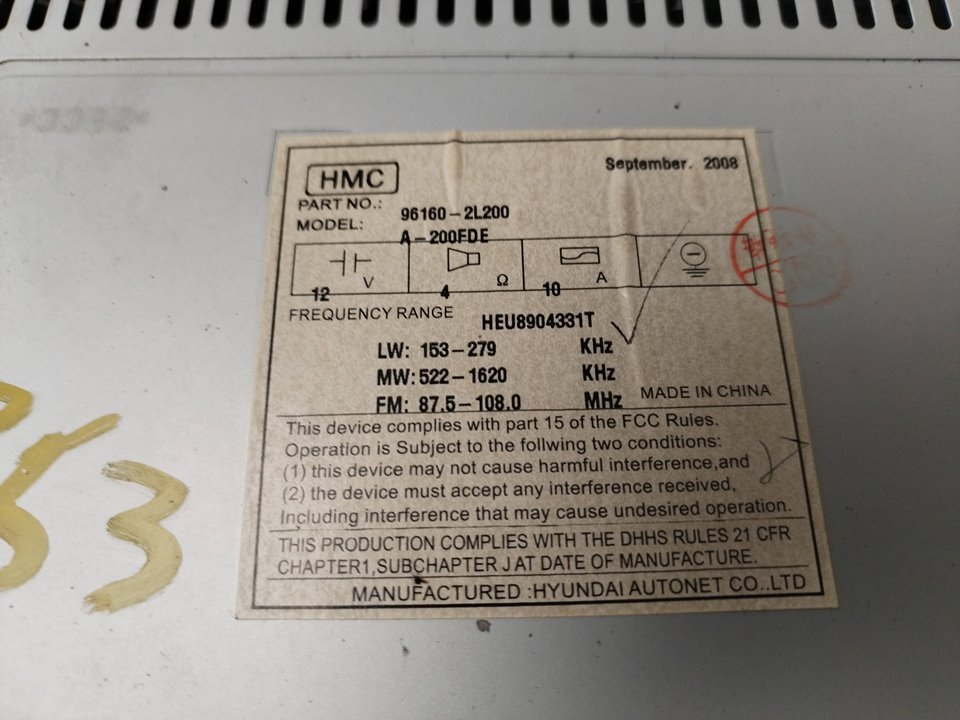 HMC
September. 2008
PART NO.: 96160-2L200
MODEL: A-200FDE
12 V
4 Ω
10 A
FREQUENCY RANGE
HEU8904331T
LW: 153-279 KHz
MW: 522-1620 KHz
FM: 87.5-108.0 MHz
MADE IN CHINA
This device complies with part 15 of the FCC Rules.
Operation is Subject to the follwing two conditions:
(1) this device may not cause harmful interference,and
(2) the device must accept any interference received,
Including interference that may cause undesired operation.
THIS PRODUCTION COMPLIES WITH THE DHHS RULES 21 CFR
CHAPTER1,SUBCHAPTER J AT DATE OF MANUFACTURE.
MANUFACTURED :HYUNDAI AUTONET CO..LTD
3